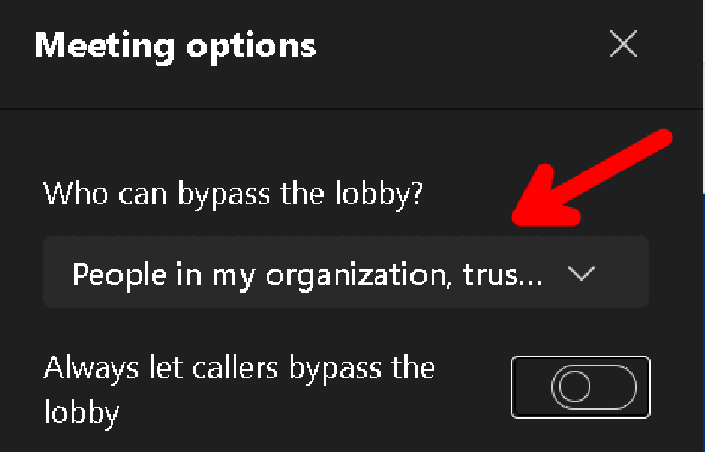 Meeting options
Who can bypass the lobby?
People in my organization, trus...
Always let callers bypass the
lobby